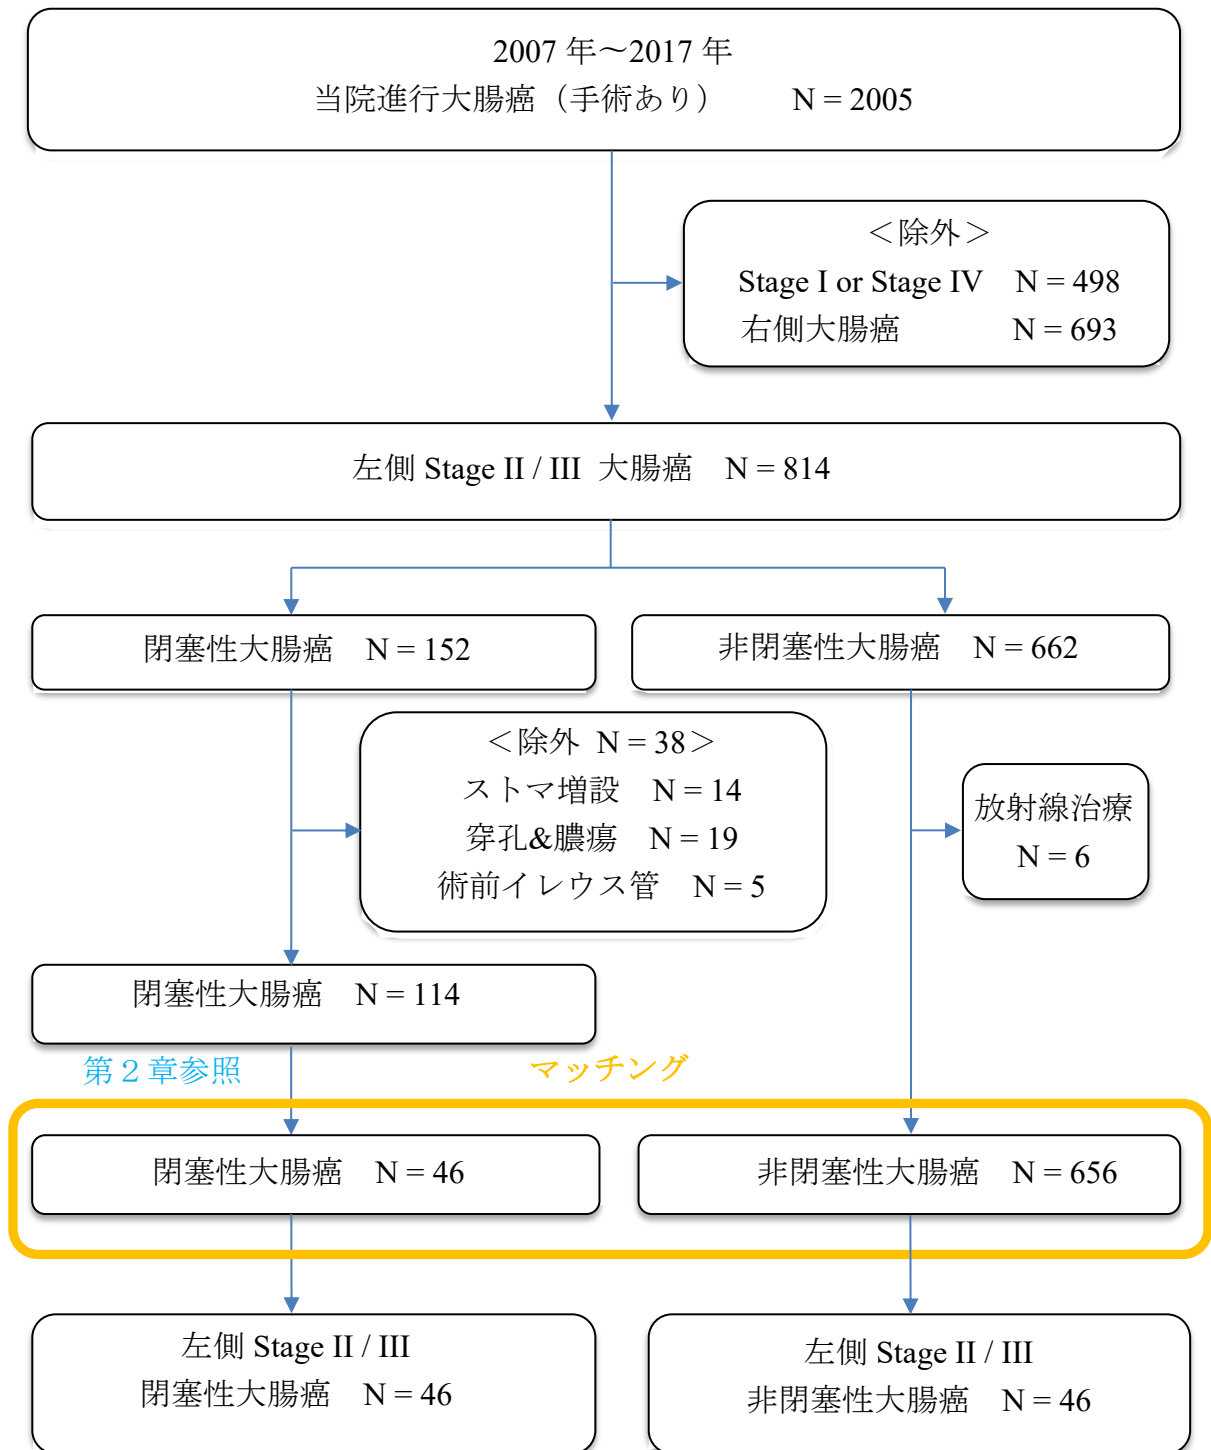 2007 年～2017 年
当院進行大腸癌（手術あり） N = 2005
＜除外＞
Stage I or Stage IV N = 498
右側大腸癌 N = 693
左側 Stage II / III 大腸癌 N = 814
閉塞性大腸癌 N = 152
非閉塞性大腸癌 N = 662
＜除外 N = 38＞
ストマ増設 N = 14
穿孔&膿瘍 N = 19
術前イレウス管 N = 5
放射線治療
N = 6
閉塞性大腸癌 N = 114
第２章参照
マッチング
閉塞性大腸癌 N = 46
非閉塞性大腸癌 N = 656
左側 Stage II / III
閉塞性大腸癌 N = 46
左側 Stage II / III
非閉塞性大腸癌 N = 46